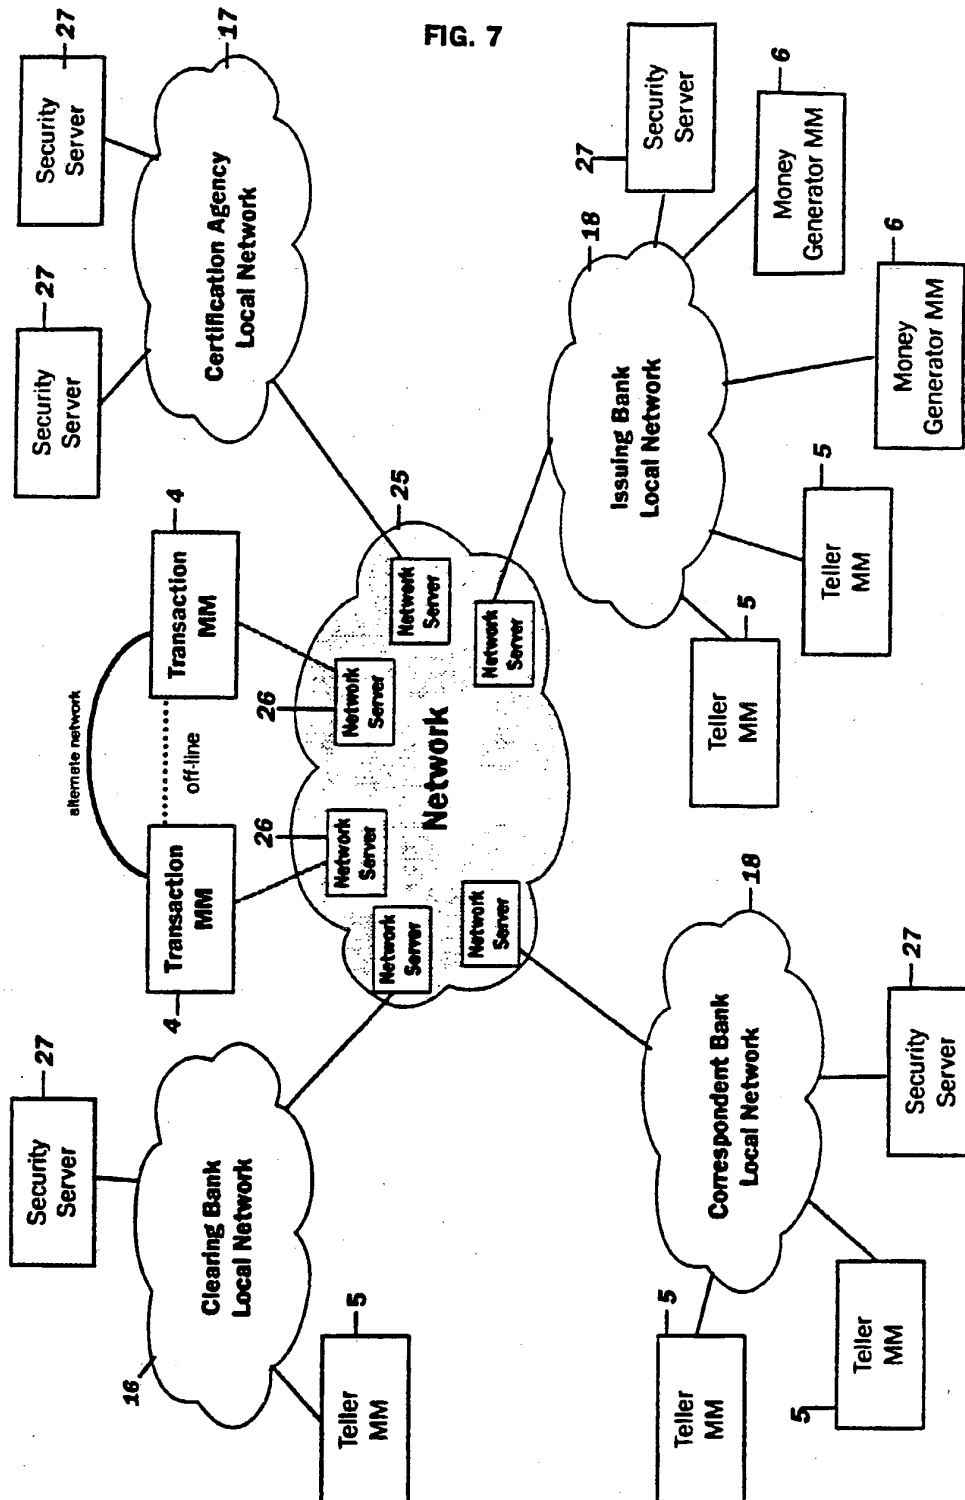 FIG. 7
Security
Server
27
Security
Server
27
Certification Agency
Local Network
17
alternate network
off-line
Transaction
MM
4
Transaction
MM
4
Security
Server
27
Clearing Bank
Local Network
16
Teller
MM
5
Network
25
Network
Server
26
Network
Server
26
Network
Server
Network
Server
Network
Server
Network
Server
Issuing Bank
Local Network
18
Security
Server
27
Money
Generator MM
6
Money
Generator MM
6
Teller
MM
5
Teller
MM
5
Correspondent Bank
Local Network
18
Security
Server
27
Teller
MM
5
Teller
MM
5